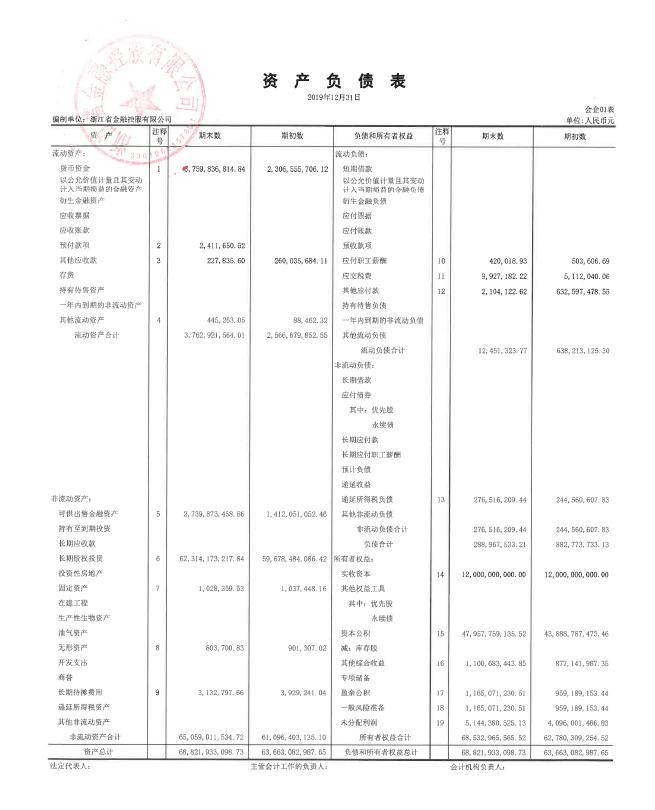 资 产 负 债 表
2019年12月31日
会企01表
编制单位:浙江省金融控股有限公司 单位:人民币元
资 产 注释号 期末数 期初数 负债和所有者权益 注释号 期末数 期初数
流动资产: 流动负债:
货币资金 1 3,759,836,814.84 2,306,555,706.12 短期借款
以公允价值计量且其变动计入当期损益的金融资产 以公允价值计量且其变动计入当期损益的金融负债
衍生金融资产 衍生金融负债
应收票据 应付票据
应收账款 应付账款
预付款项 2 2,411,650.52 预收款项
其他应收款 3 227,835.60 260,035,684.11 应付职工薪酬 10 420,018.93 503,606.69
存货 应交税费 11 9,927,182.22 5,112,040.06
持有待售资产 其他应付款 12 2,104,122.62 632,597,478.55
一年内到期的非流动资产 持有待售负债
其他流动资产 4 445,263.05 88,462.32 一年内到期的非流动负债
流动资产合计 3,762,921,564.01 2,566,679,852.55 其他流动负债
流动负债合计 12,451,323.77 638,213,125.30
非流动负债:
长期借款
应付债券
其中:优先股
永续债
长期应付款
长期应付职工薪酬
预计负债
递延收益
非流动资产: 递延所得税负债 13 276,516,209.44 244,560,607.83
可供出售金融资产 5 2,739,873,458.86 1,412,051,052.46 其他非流动负债
持有至到期投资 非流动负债合计 276,516,209.44 244,560,607.83
长期应收款 负债合计 288,967,533.21 882,773,733.13
长期股权投资 6 62,314,173,217.84 59,678,484,086.42 所有者权益:
投资性房地产 实收资本 14 12,000,000,000.00 12,000,000,000.00
固定资产 7 1,028,359.53 1,037,448.16 其他权益工具
在建工程 其中:优先股
生产性生物资产 永续债
油气资产 资本公积 15 47,957,759,135.52 43,888,787,473.46
无形资产 8 803,700.83 901,307.02 减:库存股
开发支出 其他综合收益 16 1,100,683,443.85 877,141,987.35
商誉 专项储备
长期待摊费用 9 3,132,797.66 3,929,241.04 盈余公积 17 1,165,071,230.51 959,189,153.44
递延所得税资产 一般风险准备 18 1,165,071,230.51 959,189,153.44
其他非流动资产 未分配利润 19 5,144,380,525.13 4,096,001,486.83
非流动资产合计 65,059,011,534.72 61,096,403,135.10 所有者权益合计 68,532,965,565.52 62,780,309,254.52
资产总计 68,821,933,098.73 63,663,082,987.65 负债和所有者权益总计 68,821,933,098.73 63,663,082,987.65
法定代表人: 主管会计工作的负责人: 会计机构负责人: